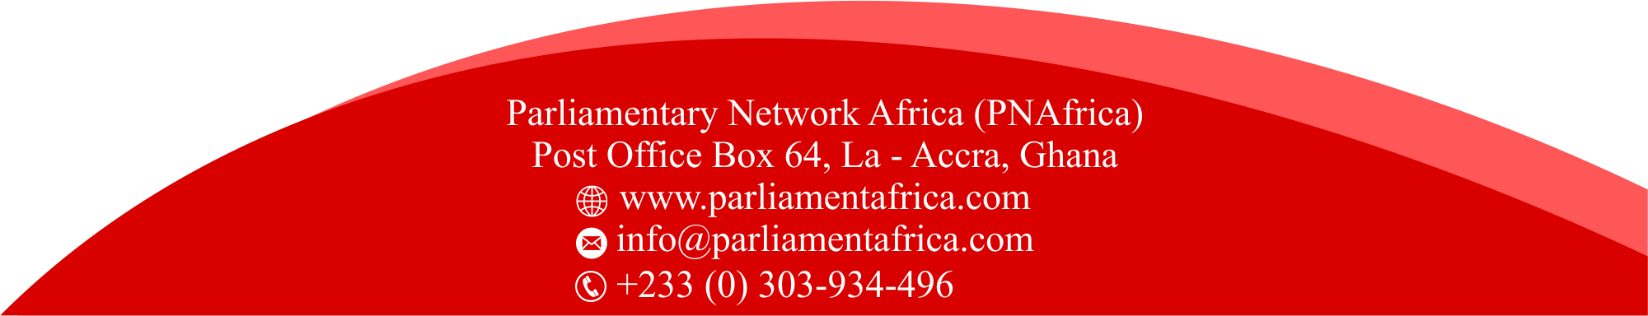 Parliamentary Network Africa (PNAfrica)
Post Office Box 64, La - Accra, Ghana
www.parliamentafrica.com
info@parliamentafrica.com
+233 (0) 303-934-496